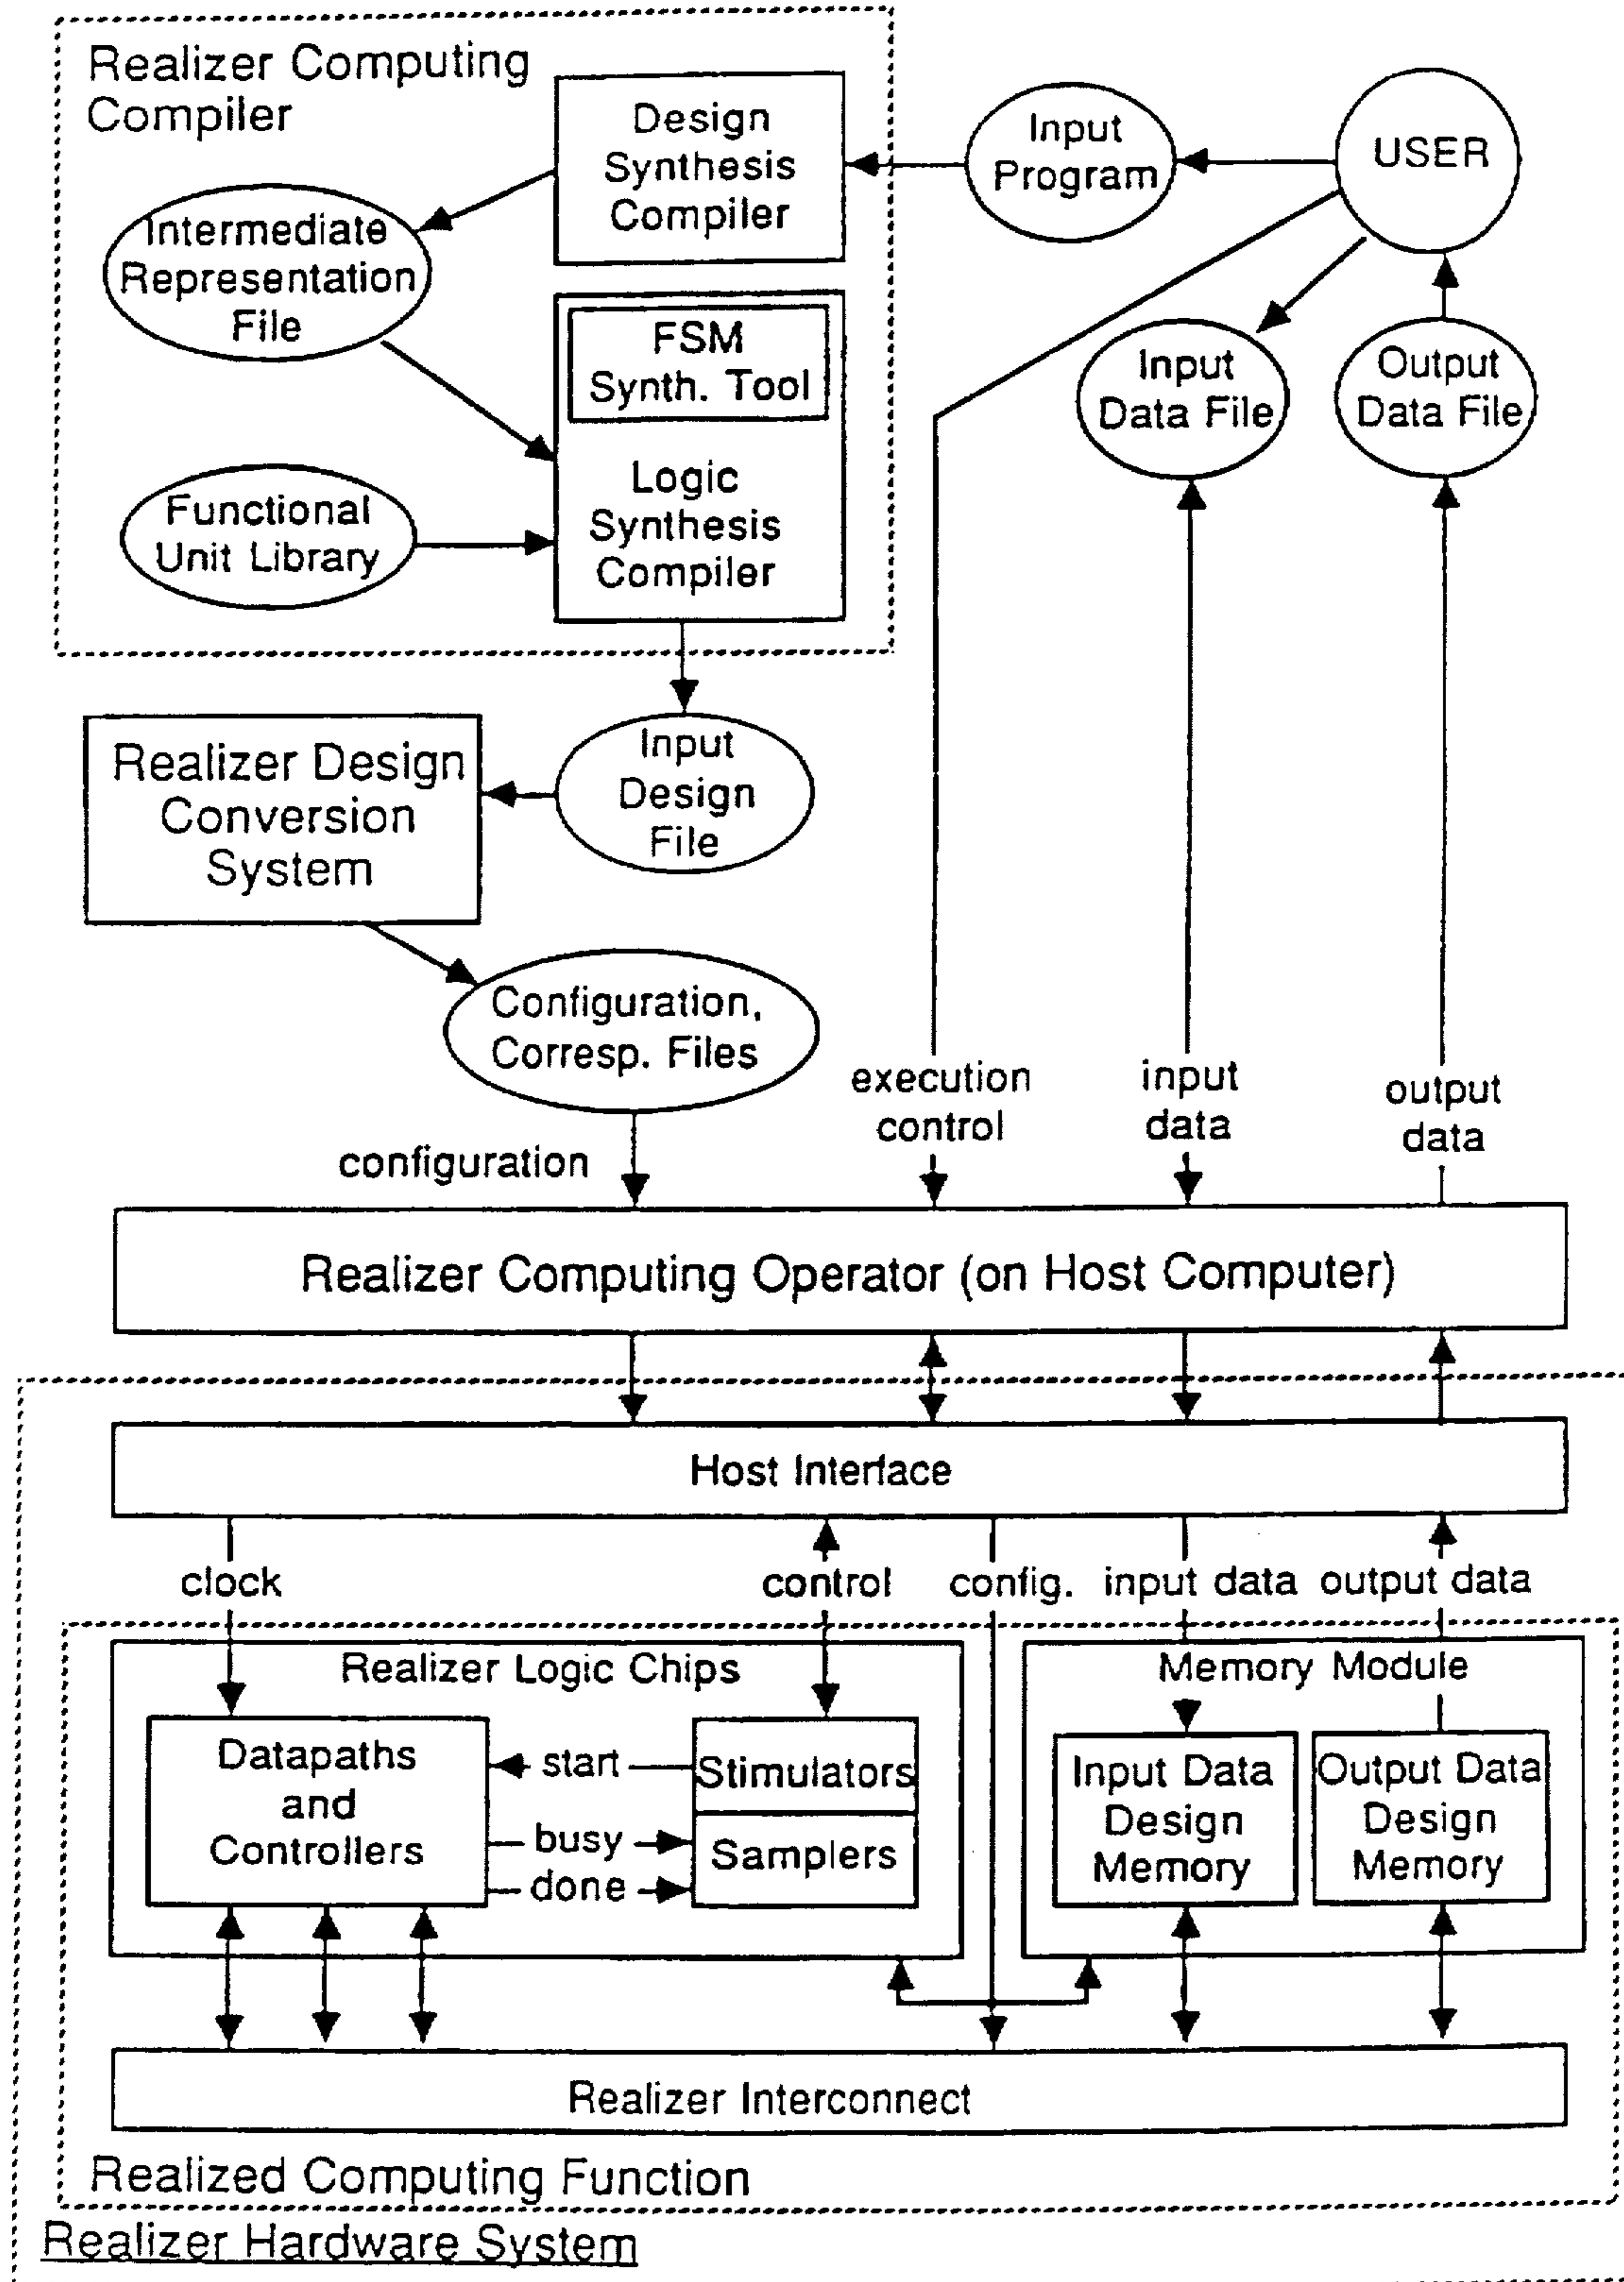 Realizer Computing
Compiler
Design
Synthesis
Compiler
Input
Program
USER
Intermediate
Representation
File
FSM
Synth. Tool
Logic
Synthesis
Compiler
Functional
Unit Library
Input
Data File
Output
Data File
Realizer Design
Conversion
System
Input
Design
File
Configuration,
Corresp. Files
configuration
execution
control
input
data
output
data
Realizer Computing Operator (on Host Computer)
Host Interface
clock
control
config.
input data
output data
Realizer Logic Chips
Memory Module
Datapaths
and
Controllers
start
busy
done
Stimulators
Samplers
Input Data
Design
Memory
Output Data
Design
Memory
Realizer Interconnect
Realized Computing Function
Realizer Hardware System